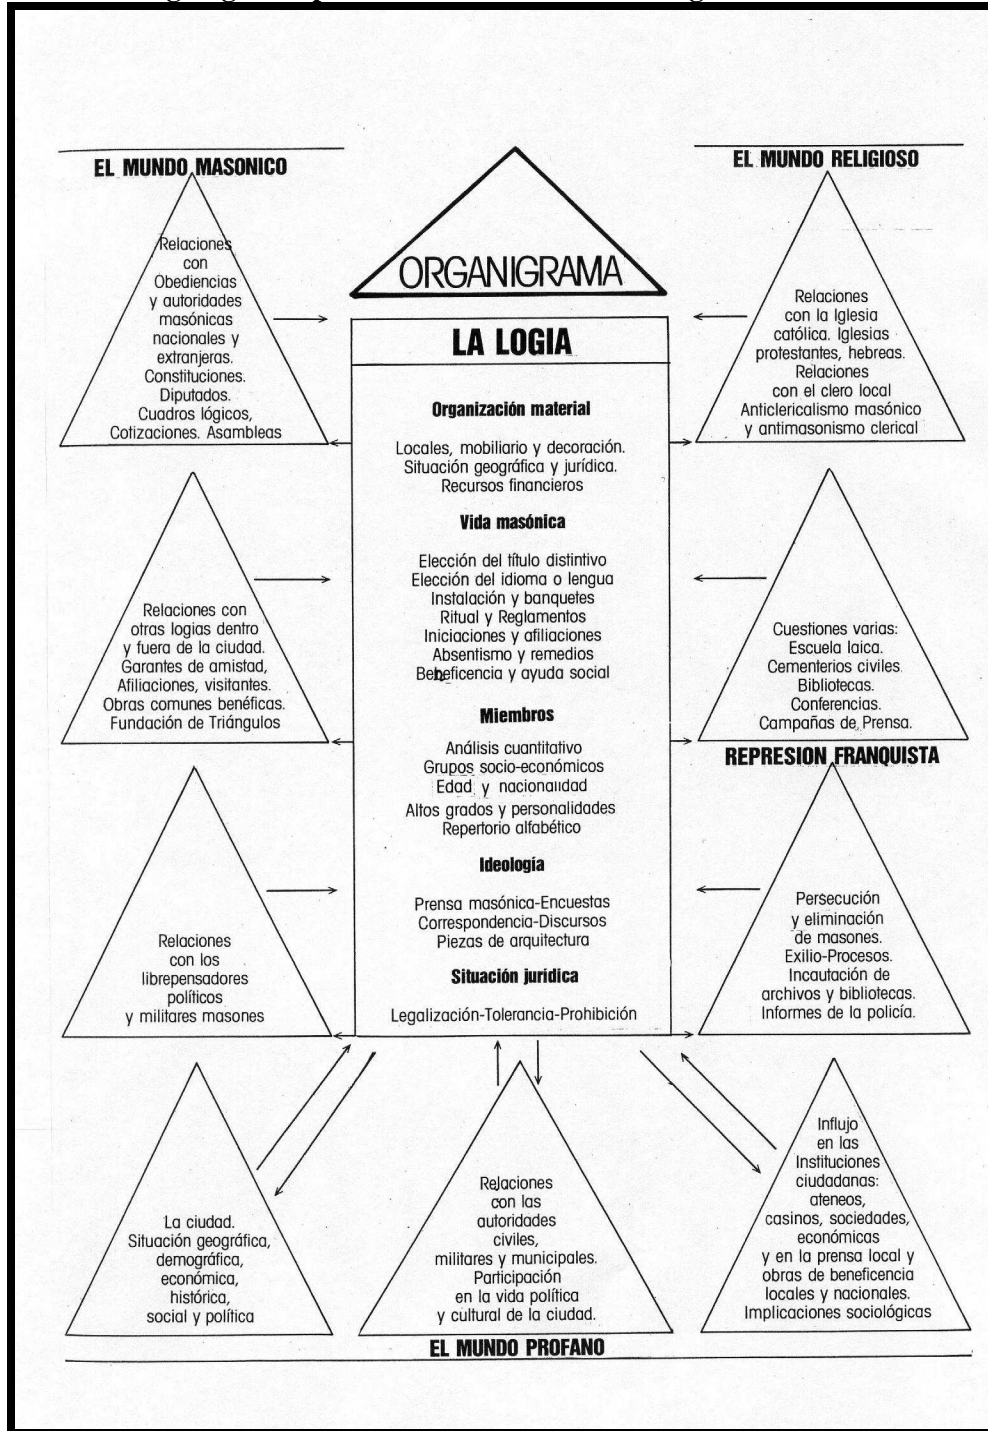 EL MUNDO MASONICO
Relaciones
con
Obediencias
y autoridades
masónicas
nacionales y
extranjeras.
Constituciones.
Diputados.
Cuadros lógicos,
Cotizaciones. Asambleas
Relaciones con
otras logias dentro
y fuera de la ciudad.
Garantes de amistad,
Afiliaciones, visitantes.
Obras comunes benéficas.
Fundación de Triángulos
Relaciones
con los
librepensadores
políticos
y militares masones
ORGANIGRAMA
LA LOGIA
Organización material
Locales, mobiliario y decoración.
Situación geográfica y jurídica.
Recursos financieros
Vida masónica
Elección del título distintivo
Elección del idioma o lengua
Instalación y banquetes
Ritual y Reglamentos
Iniciaciones y afiliaciones
Absentismo y remedios
Beneficencia y ayuda social
Miembros
Análisis cuantitativo
Grupos socio-económicos
Edad y nacionalidad
Altos grados y personalidades
Repertorio alfabético
Ideología
Prensa masónica-Encuestas
Correspondencia-Discursos
Piezas de arquitectura
Situación jurídica
Legalización-Tolerancia-Prohibición
EL MUNDO RELIGIOSO
Relaciones
con la Iglesia
católica. Iglesias
protestantes, hebreas.
Relaciones
con el clero local
Anticlericalismo masónico
y antimasonismo clerical
Cuestiones varias:
Escuela laica.
Cementerios civiles.
Bibliotecas.
Conferencias.
Campañas de Prensa.
REPRESION FRANQUISTA
Persecución
y eliminación
de masones.
Exilio-Procesos.
Incautación de
archivos y bibliotecas.
Informes de la policía.
La ciudad.
Situación geográfica,
demográfica,
económica,
histórica,
social y política
Relaciones
con las
autoridades
civiles,
militares y municipales.
Participación
en la vida política
y cultural de la ciudad.
Influjo
en las
Instituciones
ciudadanas:
ateneos,
casinos, sociedades,
económicas
y en la prensa local y
obras de beneficencia
locales y nacionales.
Implicaciones sociológicas
EL MUNDO PROFANO